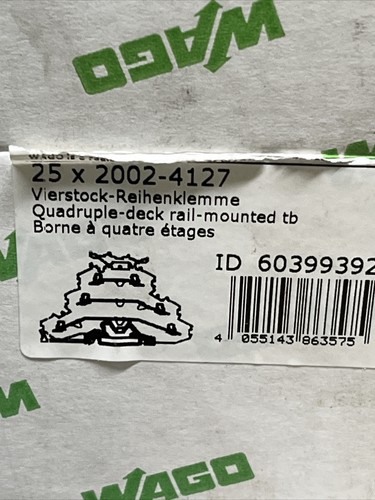 WAGO
25 x 2002-4127
Vierstock-Reihenklemme
Quadruple-deck rail-mounted tb
Borne à quatre étages
ID 60399392
4 055143 863575
WAGO